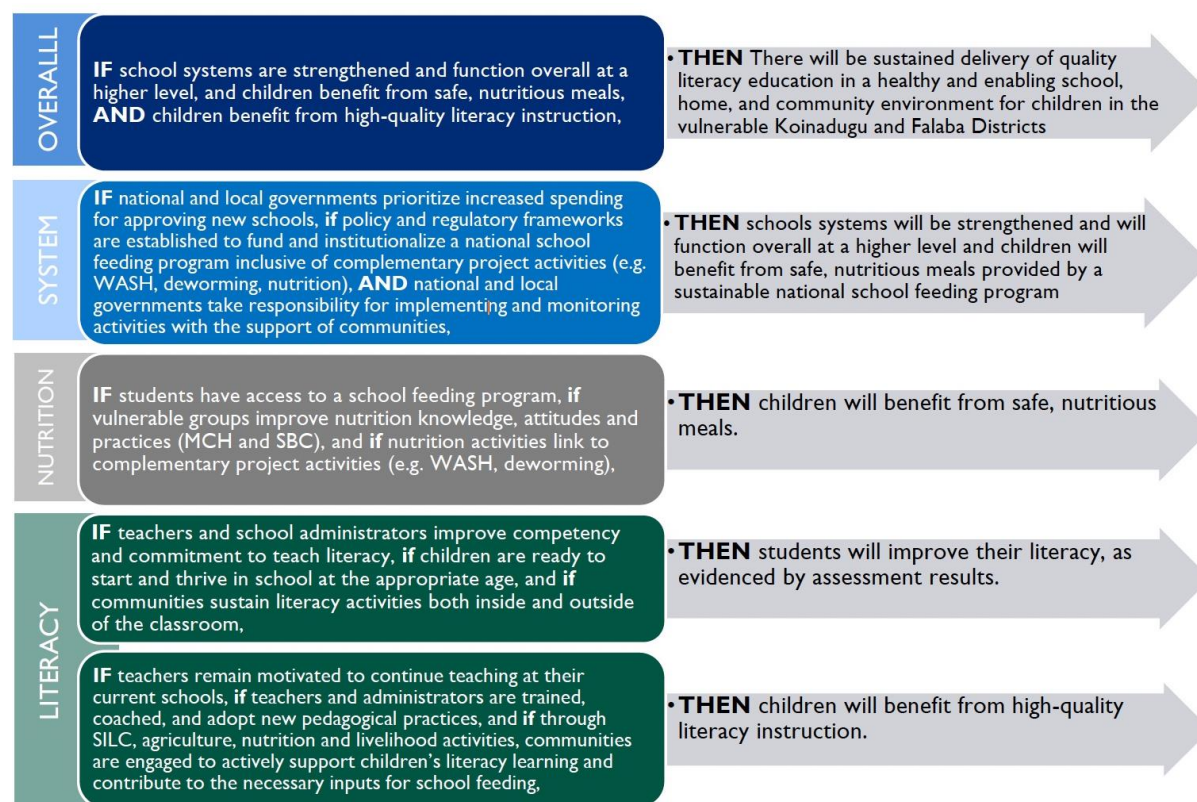 OVERALLL
IF school systems are strengthened and function overall at a
higher level, and children benefit from safe, nutritious meals,
AND children benefit from high-quality literacy instruction,
• THEN There will be sustained delivery of quality
literacy education in a healthy and enabling school,
home, and community environment for children in the
vulnerable Koinadugu and Falaba Districts
SYSTEM
IF national and local governments prioritize increased spending
for approving new schools, if policy and regulatory frameworks
are established to fund and institutionalize a national school
feeding program inclusive of complementary project activities (e.g.
WASH, deworming, nutrition), AND national and local
governments take responsibility for implementing and monitoring
activities with the support of communities,
• THEN schools systems will be strengthened and will
function overall at a higher level and children will
benefit from safe, nutritious meals provided by a
sustainable national school feeding program
NUTRITION
IF students have access to a school feeding program, if
vulnerable groups improve nutrition knowledge, attitudes and
practices (MCH and SBC), and if nutrition activities link to
complementary project activities (e.g. WASH, deworming),
• THEN children will benefit from safe, nutritious
meals.
LITERACY
IF teachers and school administrators improve competency
and commitment to teach literacy, if children are ready to
start and thrive in school at the appropriate age, and if
communities sustain literacy activities both inside and outside
of the classroom,
• THEN students will improve their literacy, as
evidenced by assessment results.
IF teachers remain motivated to continue teaching at their
current schools, if teachers and administrators are trained,
coached, and adopt new pedagogical practices, and if through
SILC, agriculture, nutrition and livelihood activities, communities
are engaged to actively support children's literacy learning and
contribute to the necessary inputs for school feeding,
• THEN children will benefit from high-quality
literacy instruction.